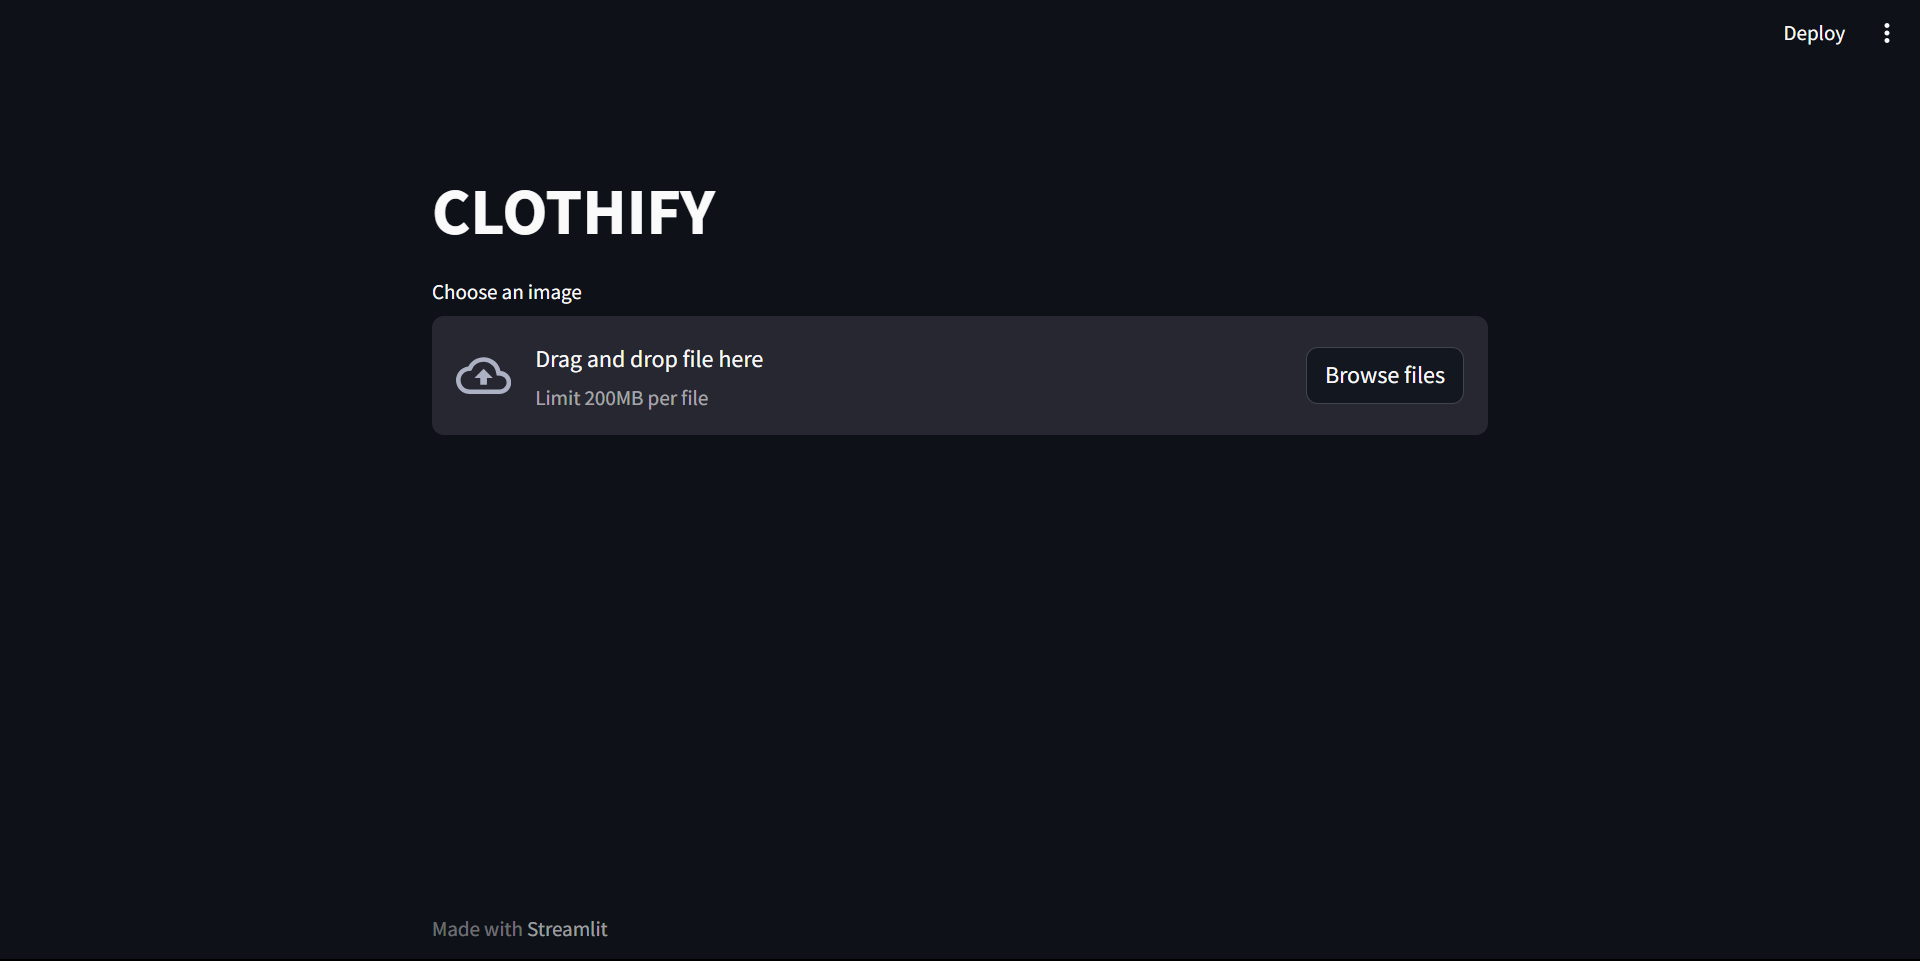 Deploy
CLOTHIFY
Choose an image
Drag and drop file here
Limit 200MB per file
Browse files
Made with Streamlit